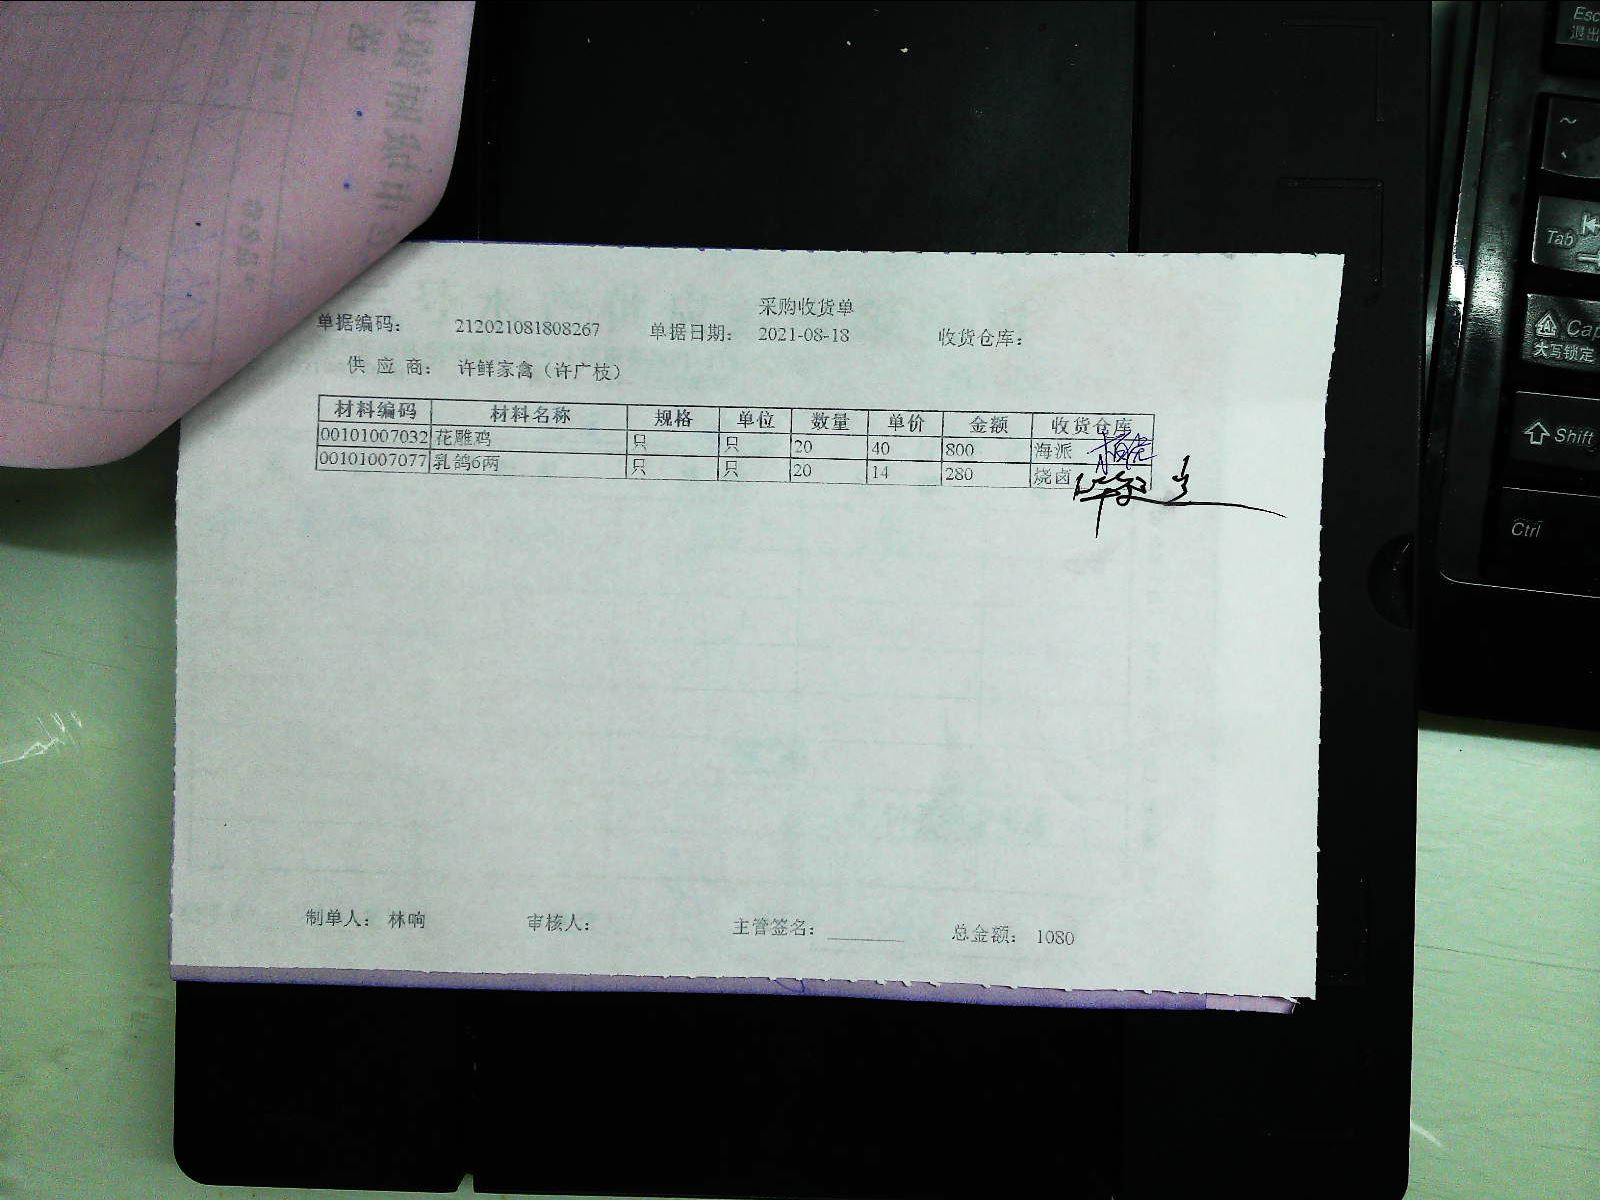 采购收货单
单据编码： 212021081808267 单据日期： 2021-08-18 收货仓库：
供 应 商： 许鲜家禽（许广枝）
材料编码 材料名称 规格 单位 数量 单价 金额 收货仓库
00101007032 花雕鸡 只 只 20 40 800 海派
00101007077 乳鸽6两 只 只 20 14 280 烧卤
制单人： 林响 审核人： 主管签名： 总金额： 1080
Esc
退出
~
Tab
Cap
大写锁定
Shift
Ctrl